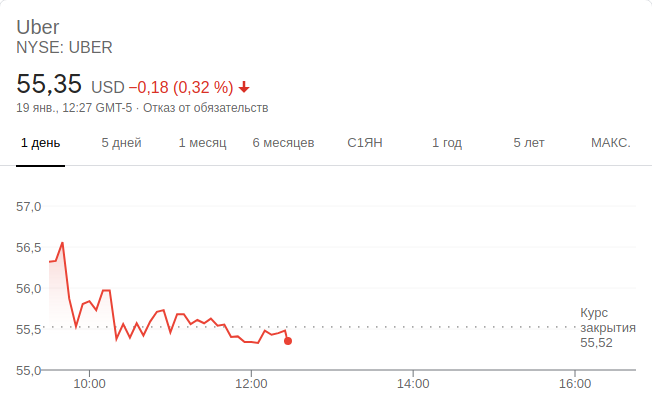 Uber
NYSE: UBER
55,35 USD −0,18 (0,32 %)
19 янв., 12:27 GMT-5 · Отказ от обязательств
1 день 5 дней 1 месяц 6 месяцев С1ЯН 1 год 5 лет МАКС.
57,0
56,5
56,0
55,5
55,0
Курс
закрытия
55,52
10:00 12:00 14:00 16:00